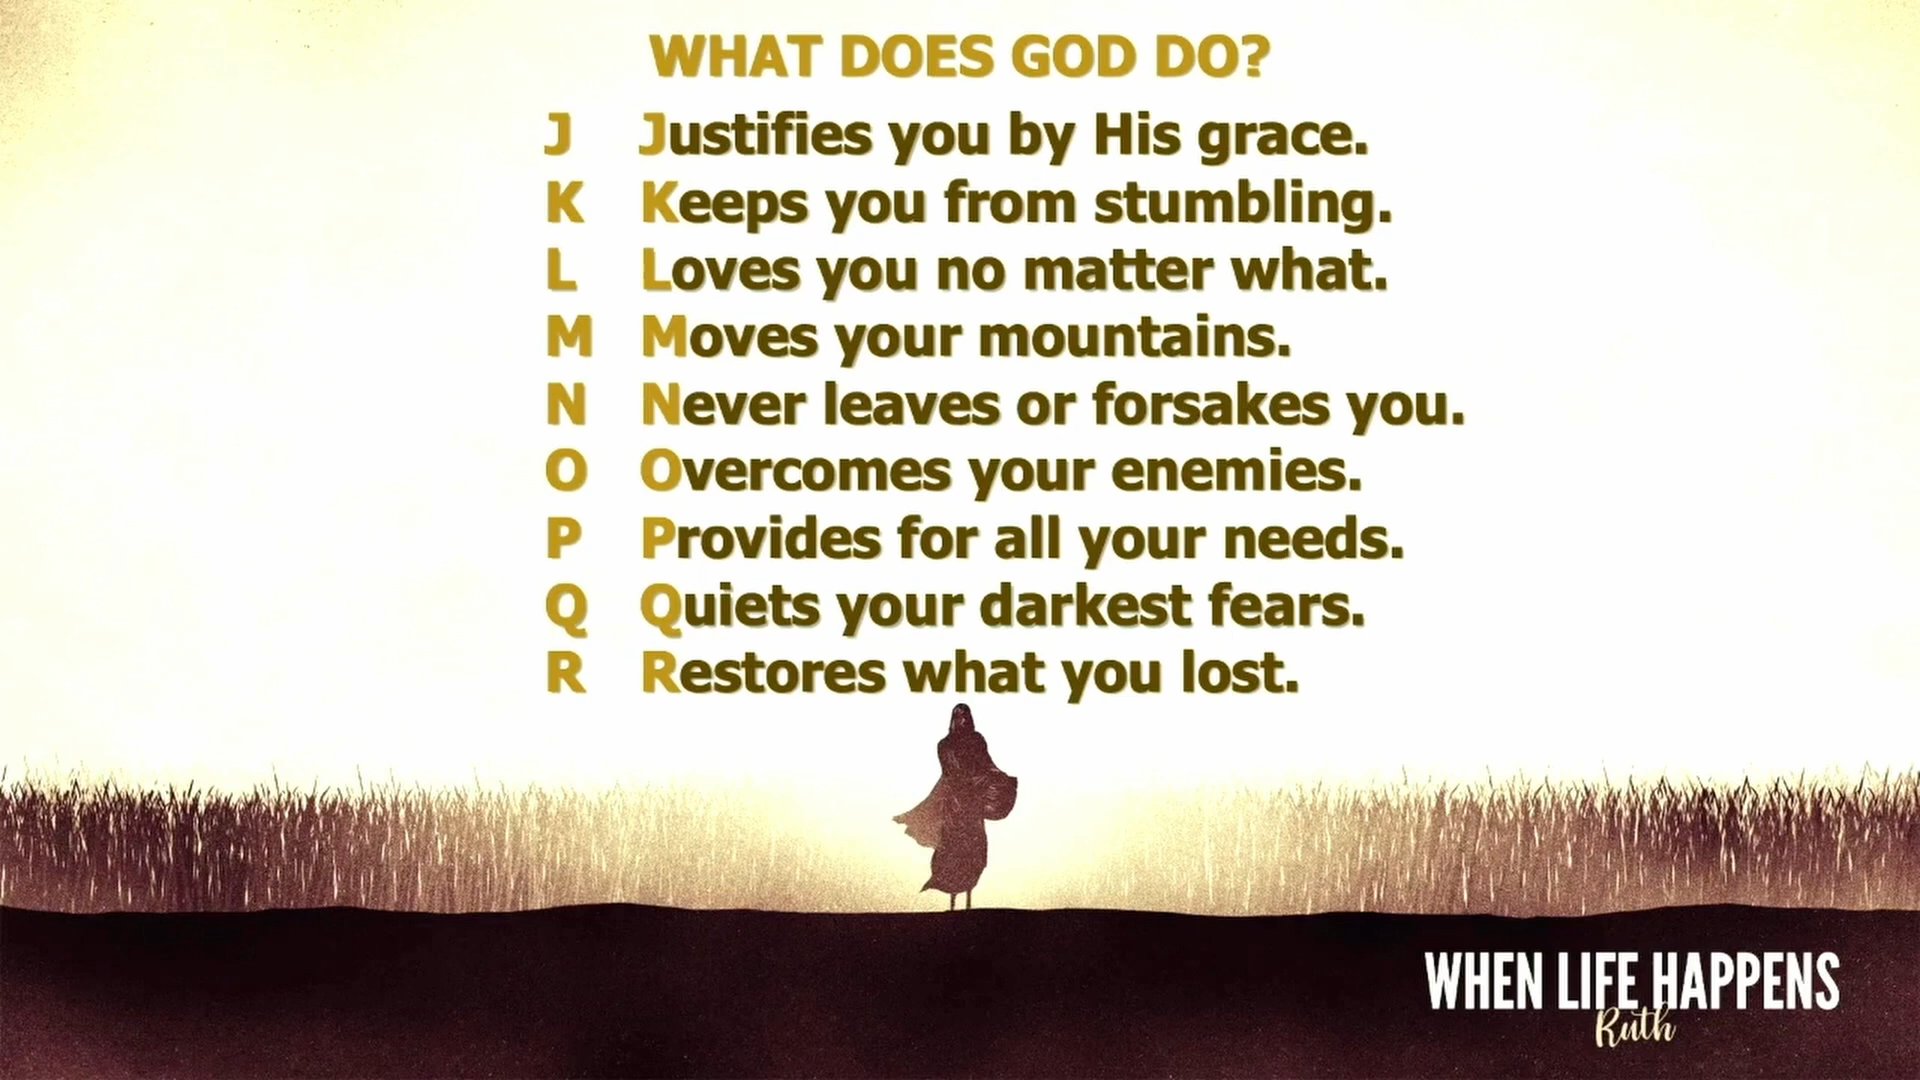 WHAT DOES GOD DO?
J Justifies you by His grace.
K Keeps you from stumbling.
L Loves you no matter what.
M Moves your mountains.
N Never leaves or forsakes you.
O Overcomes your enemies.
P Provides for all your needs.
Q Quiets your darkest fears.
R Restores what you lost.
WHEN LIFE HAPPENS
Ruth